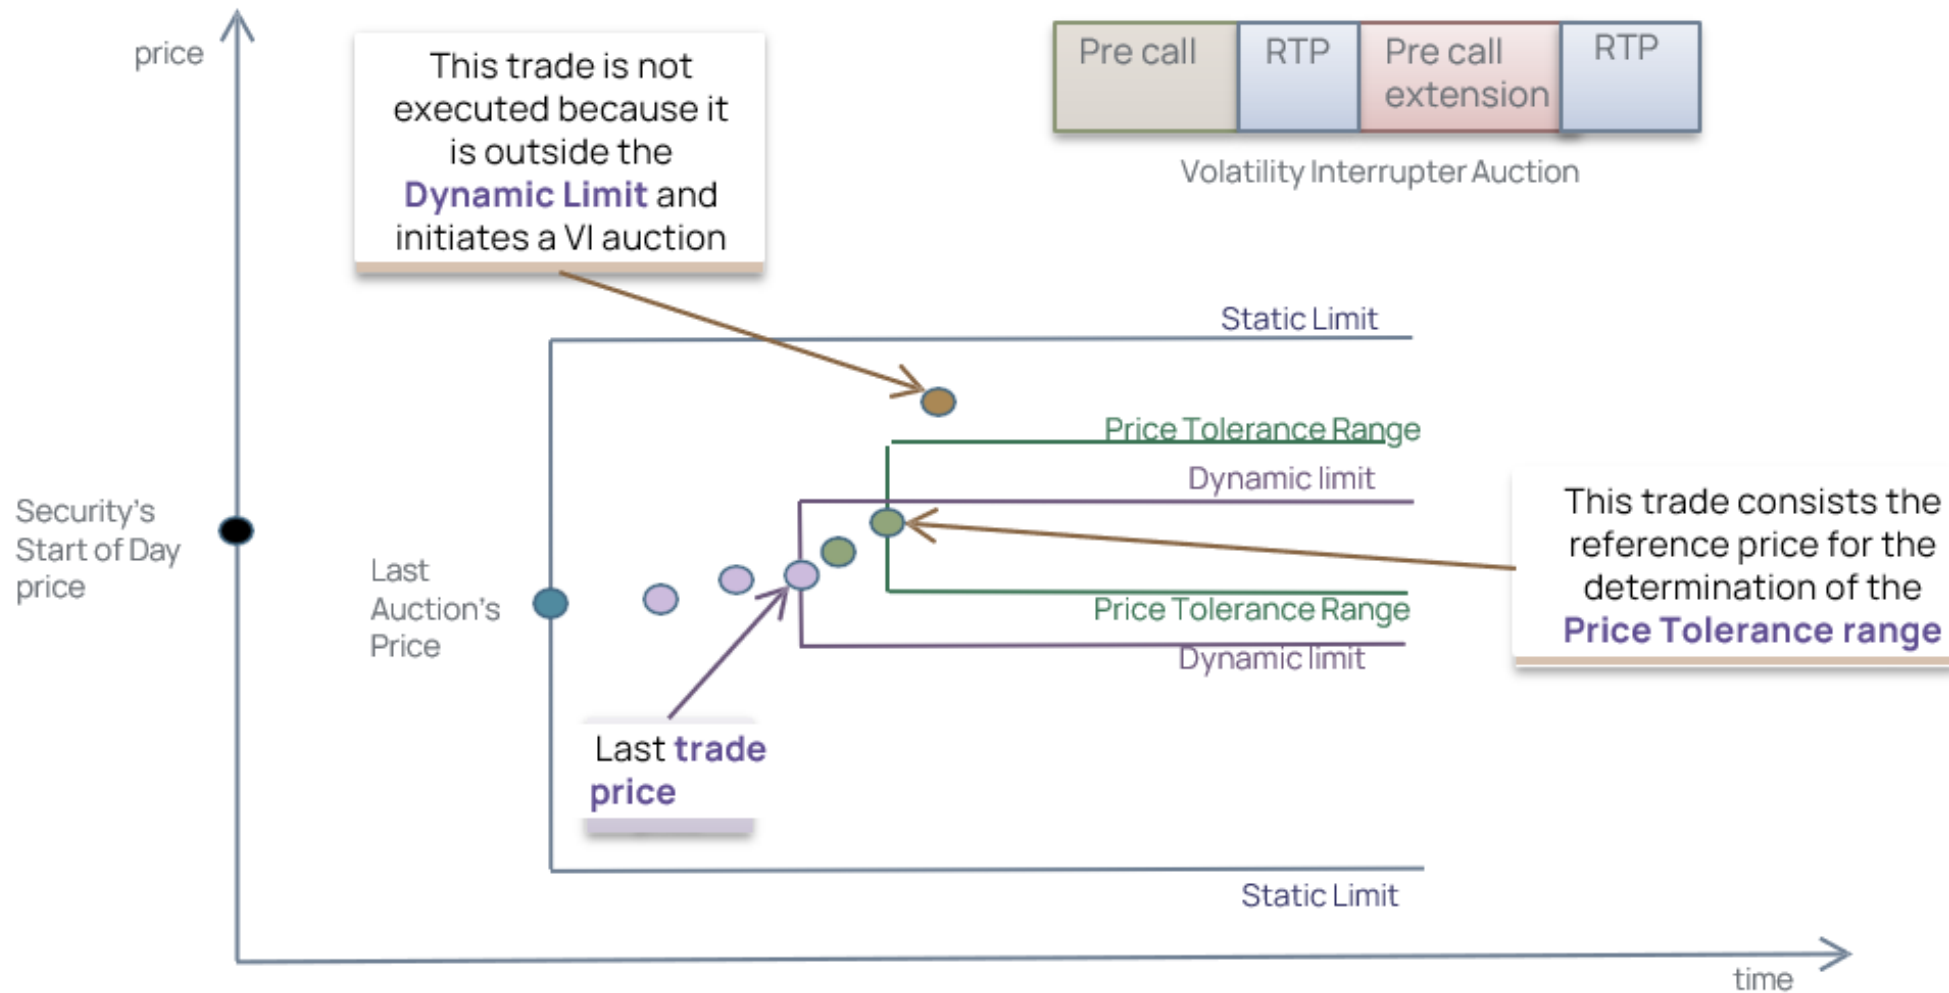 price
This trade is not
executed because it
is outside the
Dynamic Limit and
initiates a VI auction
Pre call
RTP
Pre call
extension
RTP
Volatility Interrupter Auction
Static Limit
Price Tolerance Range
Dynamic limit
Security's
Start of Day
price
Last
Auction's
Price
This trade consists the
reference price for the
determination of the
Price Tolerance range
Price Tolerance Range
Dynamic limit
Last trade
price
Static Limit
time